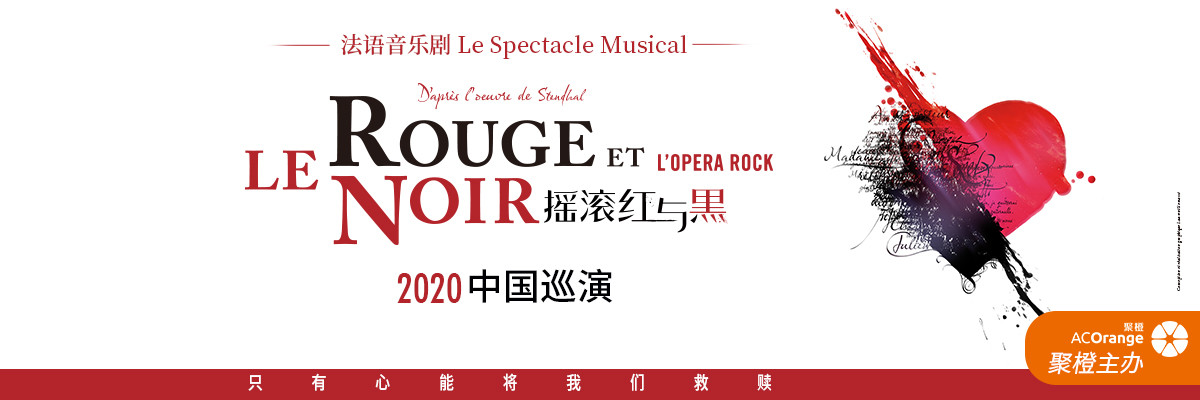 法语音乐剧 Le Spectacle Musical
D'après l'oeuvre de Stendhal
LE ROUGE ET L'OPERA ROCK
NOIR 摇滚红与黑
2020 中国巡演
Madame
Julien
聚橙
ACOrange
聚橙主办
只有心能将我们救赎